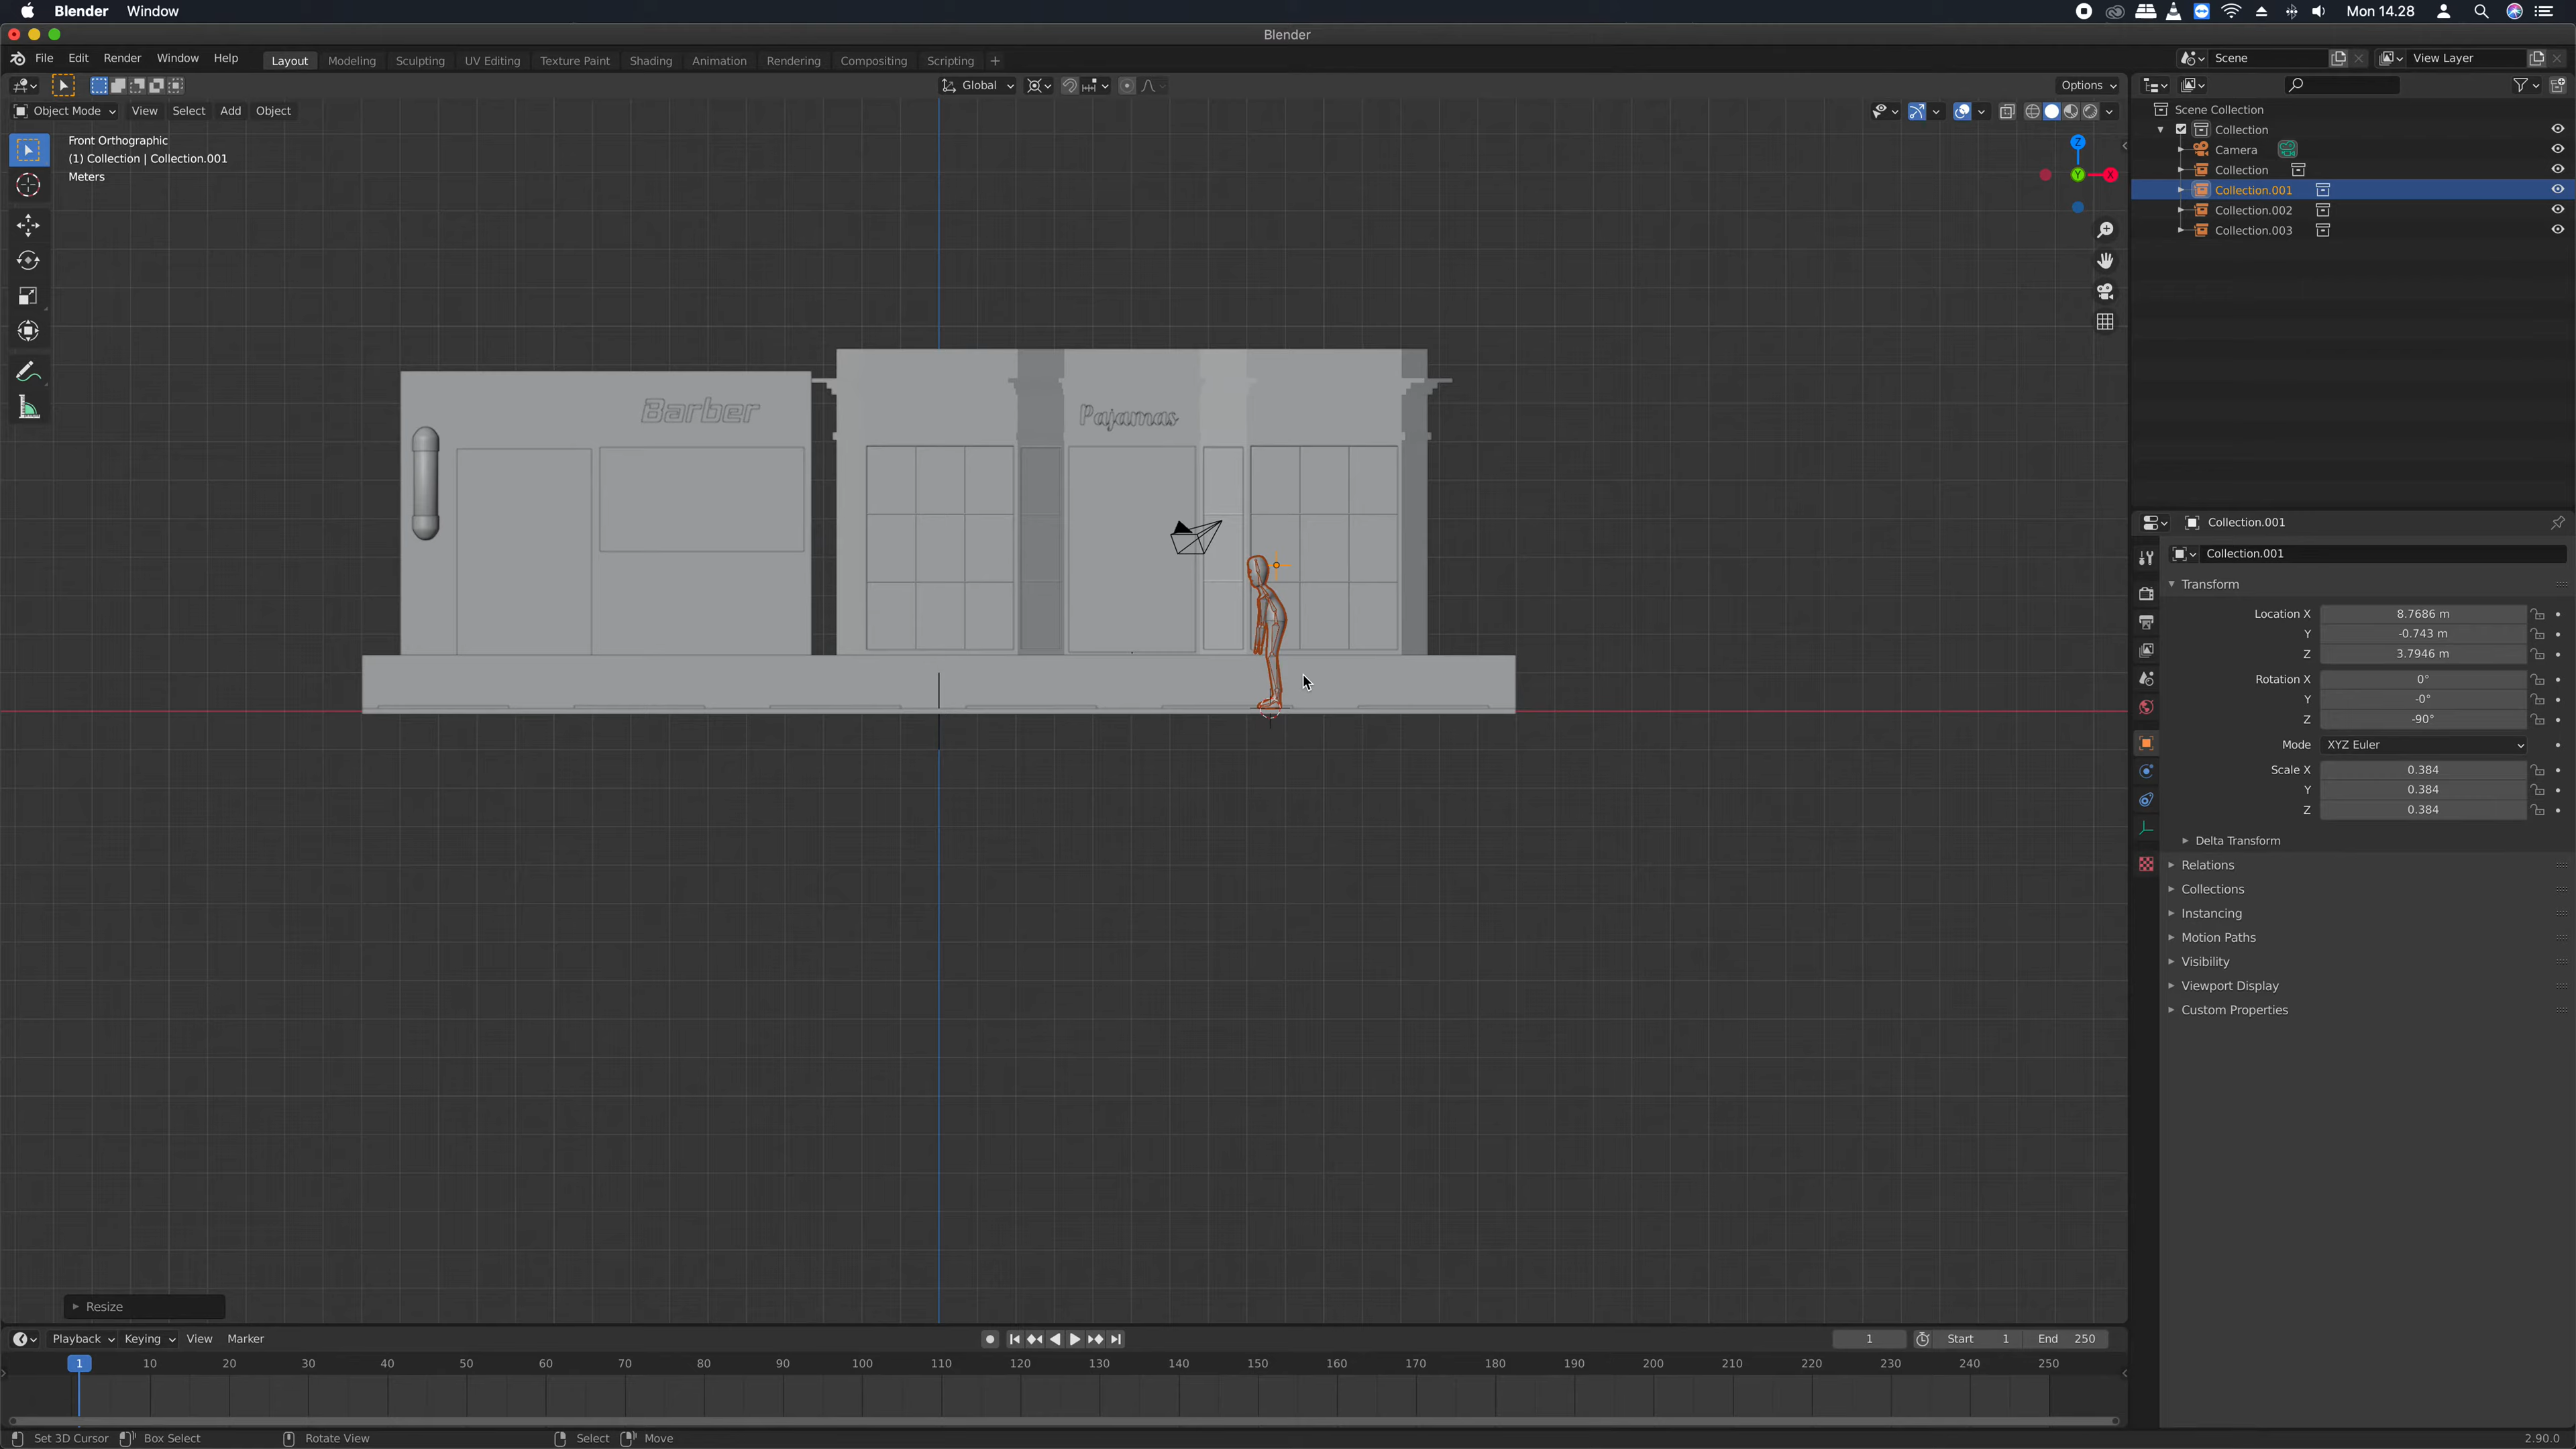 Blender Window
Mon 14.28
Blender
File Edit Render Window Help
Layout Modeling Sculpting UV Editing Texture Paint Shading Animation Rendering Compositing Scripting +
Scene
View Layer
Global
Options
Object Mode View Select Add Object
Front Orthographic
(1) Collection | Collection.001
Meters
Z
Y
X
Barber
Pajamas
Resize
Scene Collection
Collection
Camera
Collection
Collection.001
Collection.002
Collection.003
Collection.001
Collection.001
Transform
Location X 8.7686 m
Y -0.743 m
Z 3.7946 m
Rotation X 0°
Y -0°
Z -90°
Mode XYZ Euler
Scale X 0.384
Y 0.384
Z 0.384
Delta Transform
Relations
Collections
Instancing
Motion Paths
Visibility
Viewport Display
Custom Properties
Playback Keying View Marker
1 Start 1 End 250
1 10 20 30 40 50 60 70 80 90 100 110 120 130 140 150 160 170 180 190 200 210 220 230 240 250
Set 3D Cursor Box Select Rotate View Select Move
2.90.0